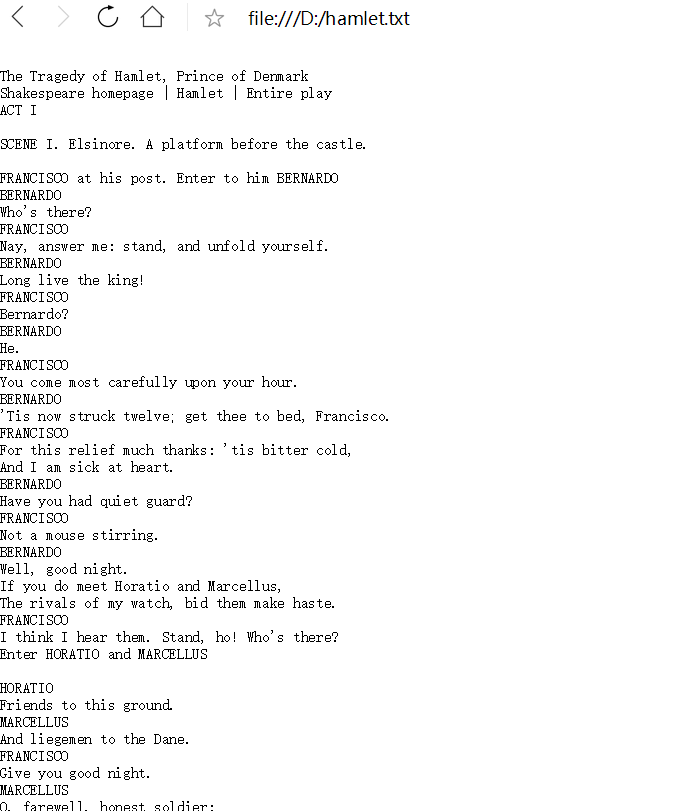 file:///D:/hamlet.txt
The Tragedy of Hamlet, Prince of Denmark
Shakespeare homepage | Hamlet | Entire play
ACT I
SCENE I. Elsinore. A platform before the castle.
FRANCISCO at his post. Enter to him BERNARDO
BERNARDO
Who's there?
FRANCISCO
Nay, answer me: stand, and unfold yourself.
BERNARDO
Long live the king!
FRANCISCO
Bernardo?
BERNARDO
He.
FRANCISCO
You come most carefully upon your hour.
BERNARDO
'Tis now struck twelve; get thee to bed, Francisco.
FRANCISCO
For this relief much thanks: 'tis bitter cold,
And I am sick at heart.
BERNARDO
Have you had quiet guard?
FRANCISCO
Not a mouse stirring.
BERNARDO
Well, good night.
If you do meet Horatio and Marcellus,
The rivals of my watch, bid them make haste.
FRANCISCO
I think I hear them. Stand, ho! Who's there?
Enter HORATIO and MARCELLUS
HORATIO
Friends to this ground.
MARCELLUS
And liegemen to the Dane.
FRANCISCO
Give you good night.
MARCELLUS
O, farewell, honest soldier: